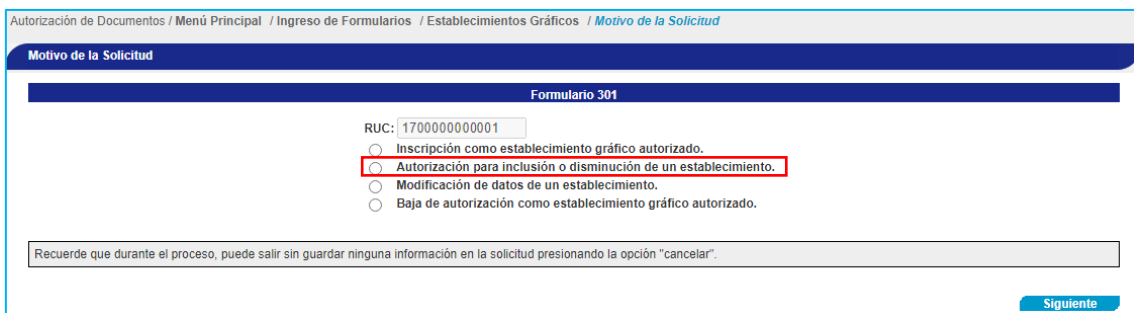 Autorización de Documentos / Menú Principal / Ingreso de Formularios / Establecimientos Gráficos / Motivo de la Solicitud
Motivo de la Solicitud
Formulario 301
RUC: 1700000000001
Inscripción como establecimiento gráfico autorizado.
Autorización para inclusión o disminución de un establecimiento.
Modificación de datos de un establecimiento.
Baja de autorización como establecimiento gráfico autorizado.
Recuerde que durante el proceso, puede salir sin guardar ninguna información en la solicitud presionando la opción "cancelar".
Siguiente